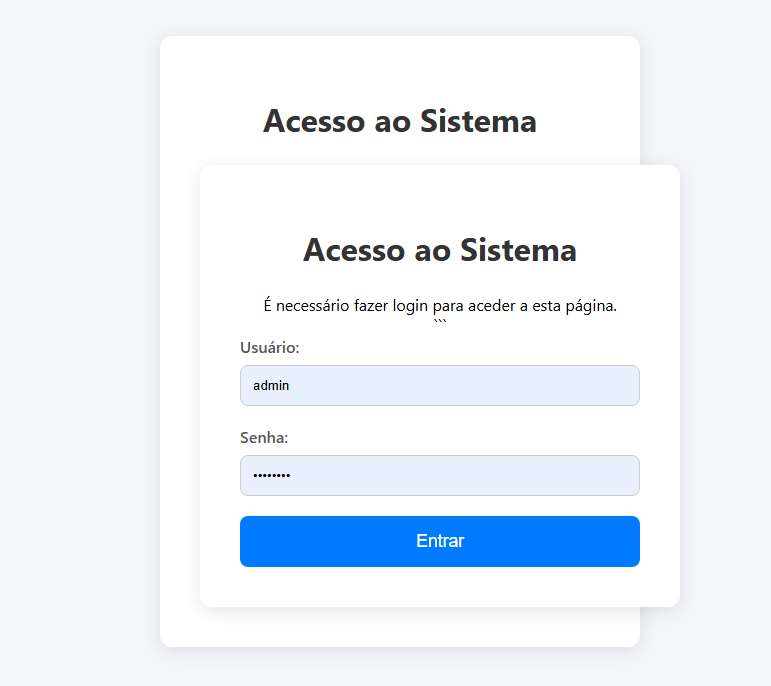 Acesso ao Sistema
Acesso ao Sistema
É necessário fazer login para aceder a esta página.
```
Usuário:
admin
Senha:
••••••••
Entrar